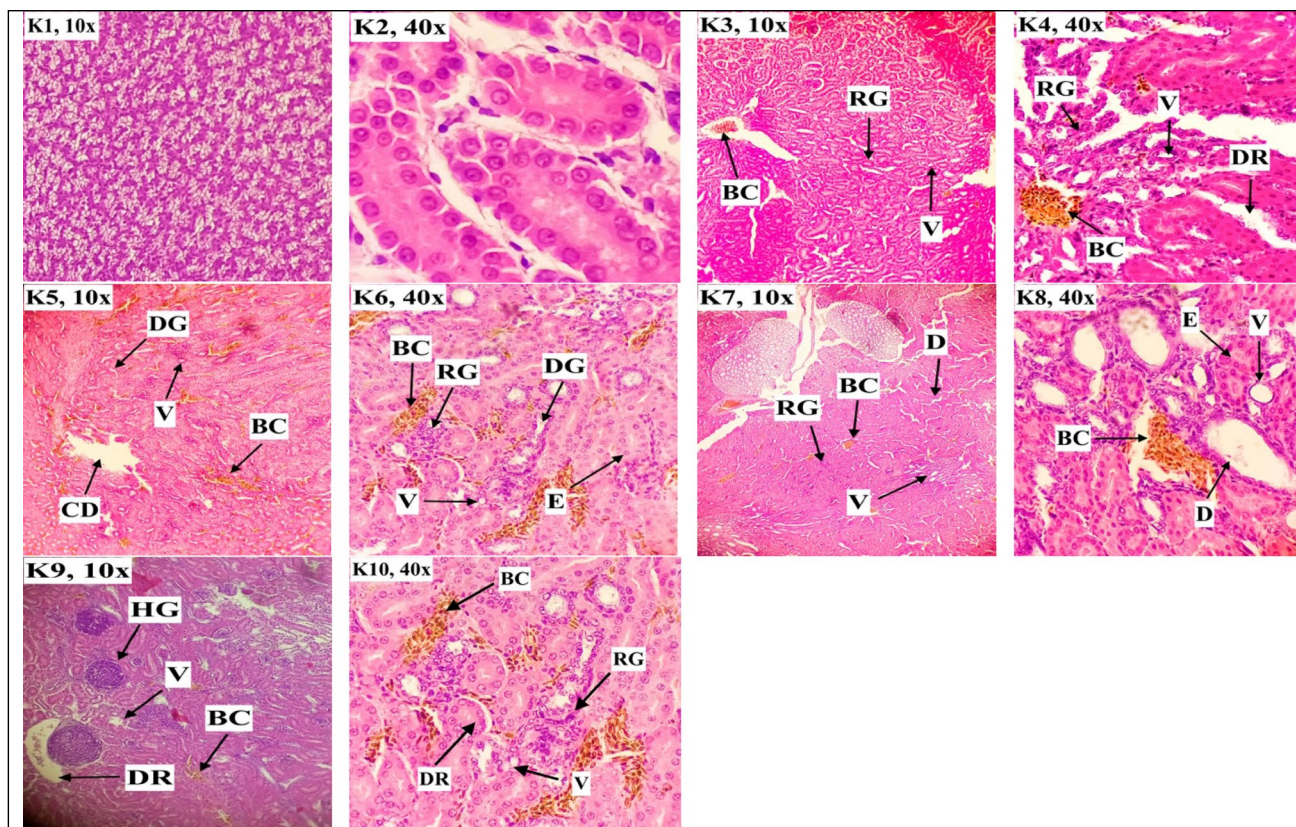 K1, 10x
K2, 40x
K3, 10x
RG
BC
V
K4, 40x
RG
V
DR
BC
K5, 10x
DG
V
BC
CD
K6, 40x
BC
RG
DG
V
E
K7, 10x
D
BC
RG
V
K8, 40x
E
V
BC
D
K9, 10x
HG
V
BC
DR
K10, 40x
BC
RG
DR
V